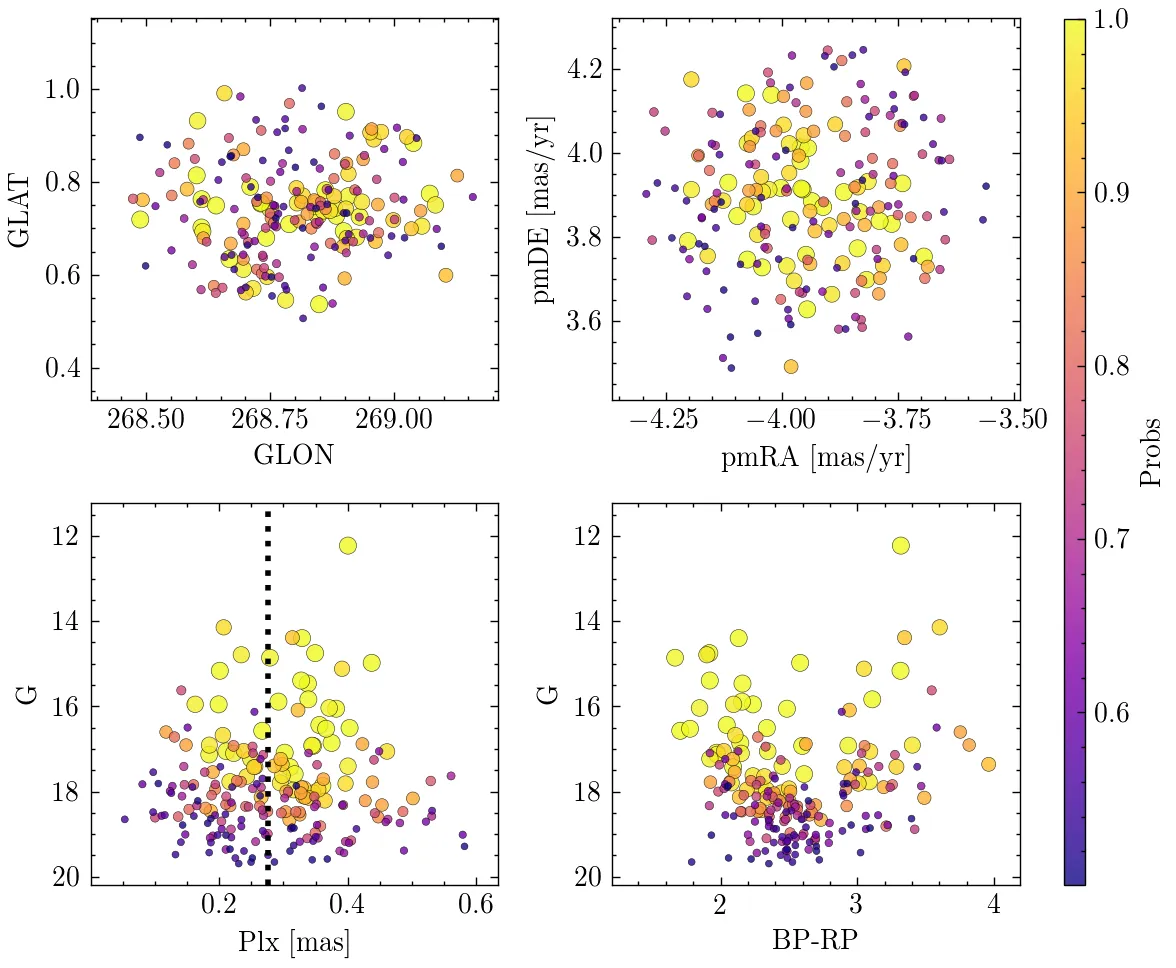 1.0
0.8
0.6
0.4
GLAT
268.50 268.75 269.00
GLON
4.2
4.0
3.8
3.6
pmDE [mas/yr]
−4.25 −4.00 −3.75 −3.50
pmRA [mas/yr]
12
14
16
18
20
G
0.2 0.4 0.6
Plx [mas]
12
14
16
18
20
G
2 3 4
BP-RP
1.0
0.9
0.8
0.7
0.6
Probs